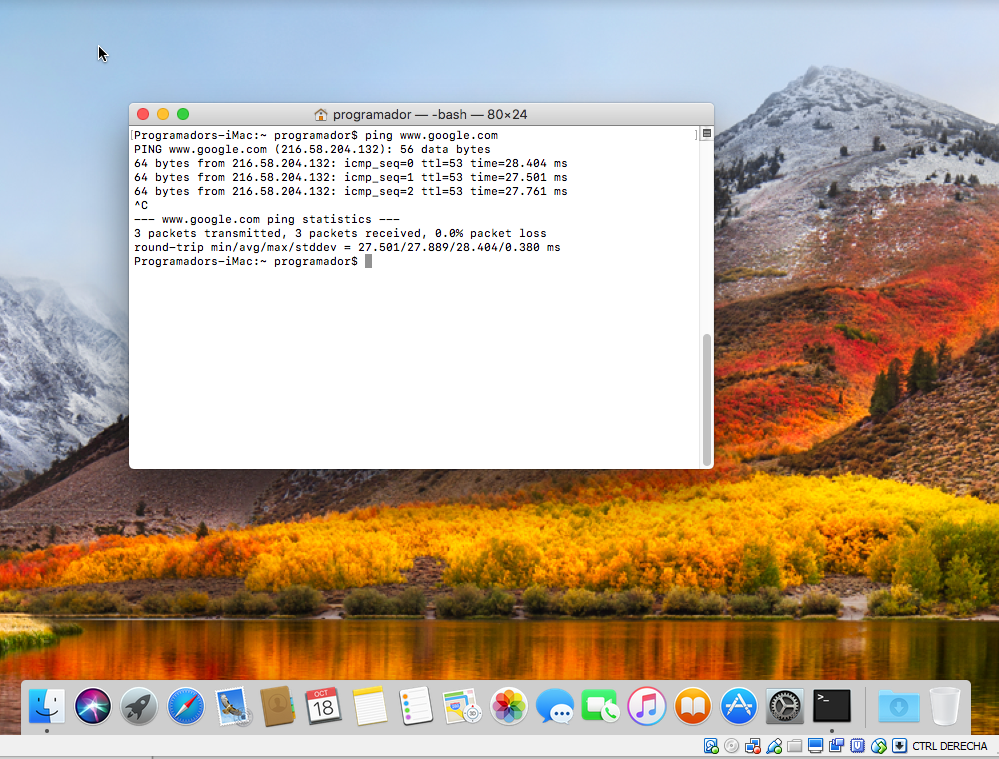 programador — -bash — 80×24
[Programadors-iMac:~ programador$ ping www.google.com ]
PING www.google.com (216.58.204.132): 56 data bytes
64 bytes from 216.58.204.132: icmp_seq=0 ttl=53 time=28.404 ms
64 bytes from 216.58.204.132: icmp_seq=1 ttl=53 time=27.501 ms
64 bytes from 216.58.204.132: icmp_seq=2 ttl=53 time=27.761 ms
^C
--- www.google.com ping statistics ---
3 packets transmitted, 3 packets received, 0.0% packet loss
round-trip min/avg/max/stddev = 27.501/27.889/28.404/0.380 ms
Programadors-iMac:~ programador$
OCT
18
>_
CTRL DERECHA